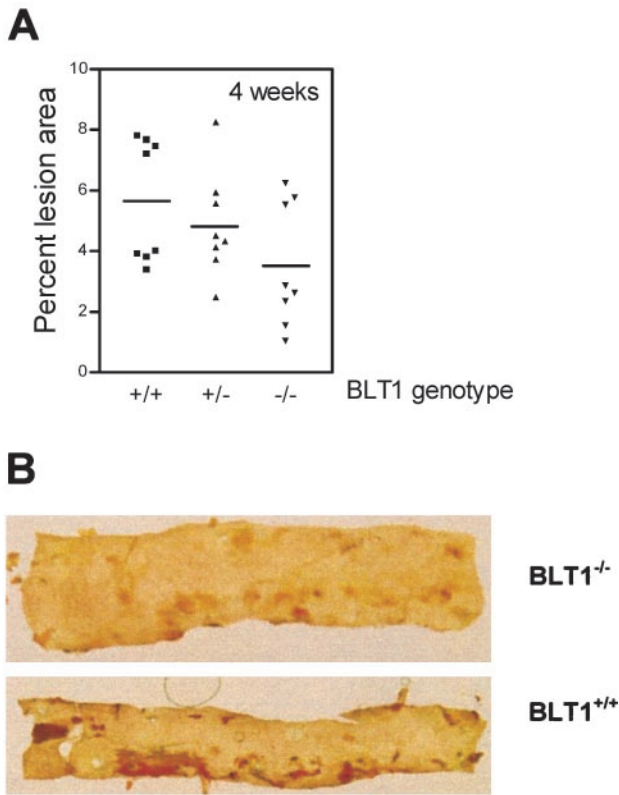 A
Percent lesion area
10
8
6
4
2
0
4 weeks
+/+ +/- -/- BLT1 genotype
B
BLT1-/-
BLT1+/+